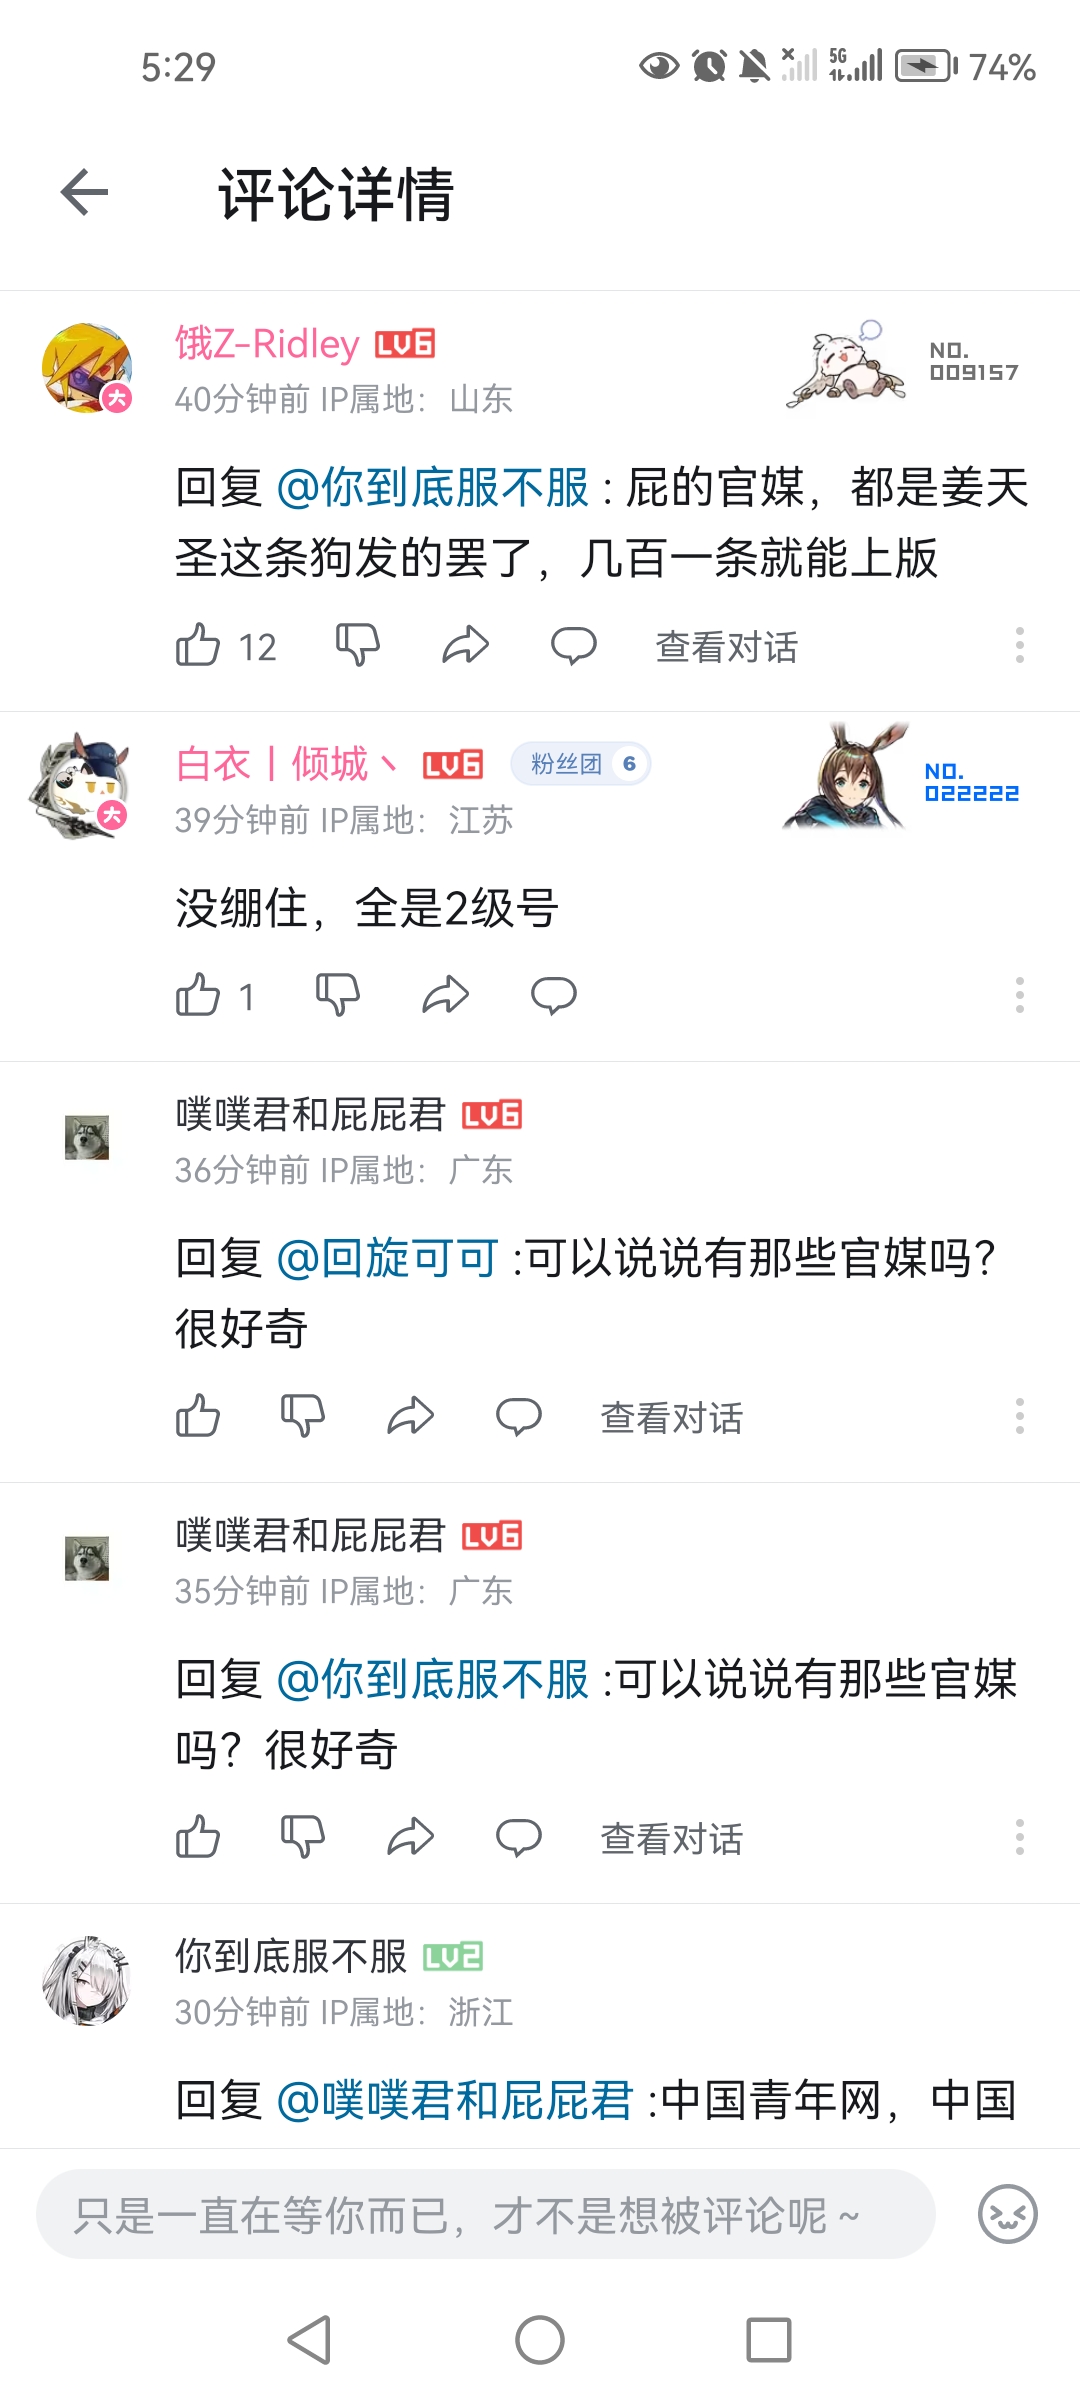 5:29 5G 74%
评论详情
饿Z-Ridley LV6
NO.
009157
40分钟前 IP属地：山东
回复 @你到底服不服 : 屁的官媒，都是姜天
圣这条狗发的罢了，几百一条就能上版
12 查看对话
白衣丨倾城丶 LV6 粉丝团 6
NO.
022222
39分钟前 IP属地：江苏
没绷住，全是2级号
1
噗噗君和屁屁君 LV6
36分钟前 IP属地：广东
回复 @回旋可可 :可以说说有那些官媒吗？
很好奇
查看对话
噗噗君和屁屁君 LV6
35分钟前 IP属地：广东
回复 @你到底服不服 :可以说说有那些官媒
吗？很好奇
查看对话
你到底服不服 LV2
30分钟前 IP属地：浙江
回复 @噗噗君和屁屁君 :中国青年网，中国
只是一直在等你而已，才不是想被评论呢～